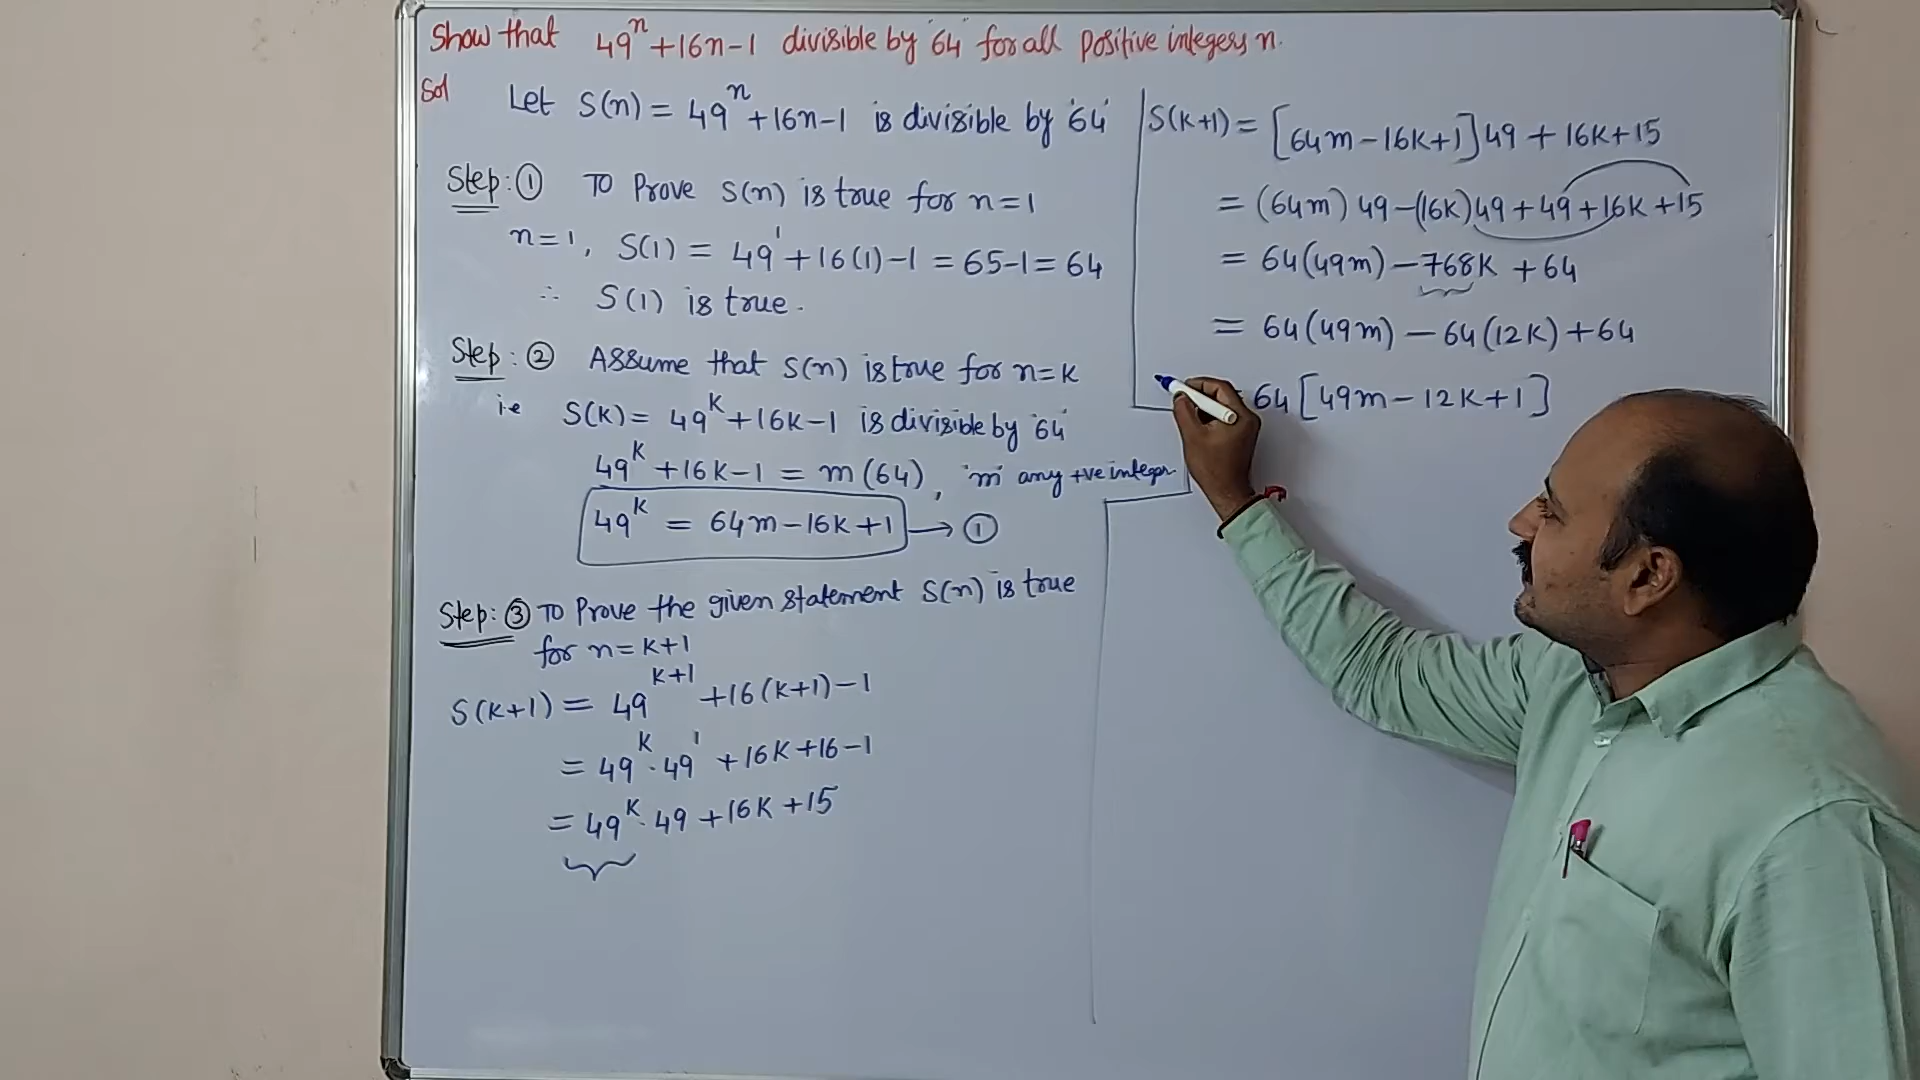 Show that 49^n + 16n - 1 divisible by '64' for all positive integers n.
Sol Let S(n) = 49^n + 16n - 1 is divisible by '64'
Step: ① To Prove S(n) is true for n = 1
n = 1, S(1) = 49^1 + 16(1) - 1 = 65 - 1 = 64
∴ S(1) is true.
Step: ② Assume that S(n) is true for n = k
i.e S(k) = 49^k + 16k - 1 is divisible by '64'
49^k + 16k - 1 = m(64), 'm' any +ve integer.
49^k = 64m - 16k + 1 → ①
Step: ③ To Prove the given statement S(n) is true
for n = k+1
S(k+1) = 49^{k+1} + 16(k+1) - 1
= 49^k · 49^1 + 16k + 16 - 1
= 49^k · 49 + 16k + 15
S(k+1) = [64m - 16k + 1] 49 + 16k + 15
= (64m) 49 - (16k) 49 + 49 + 16k + 15
= 64(49m) - 768k + 64
= 64(49m) - 64(12k) + 64
= 64 [49m - 12k + 1]